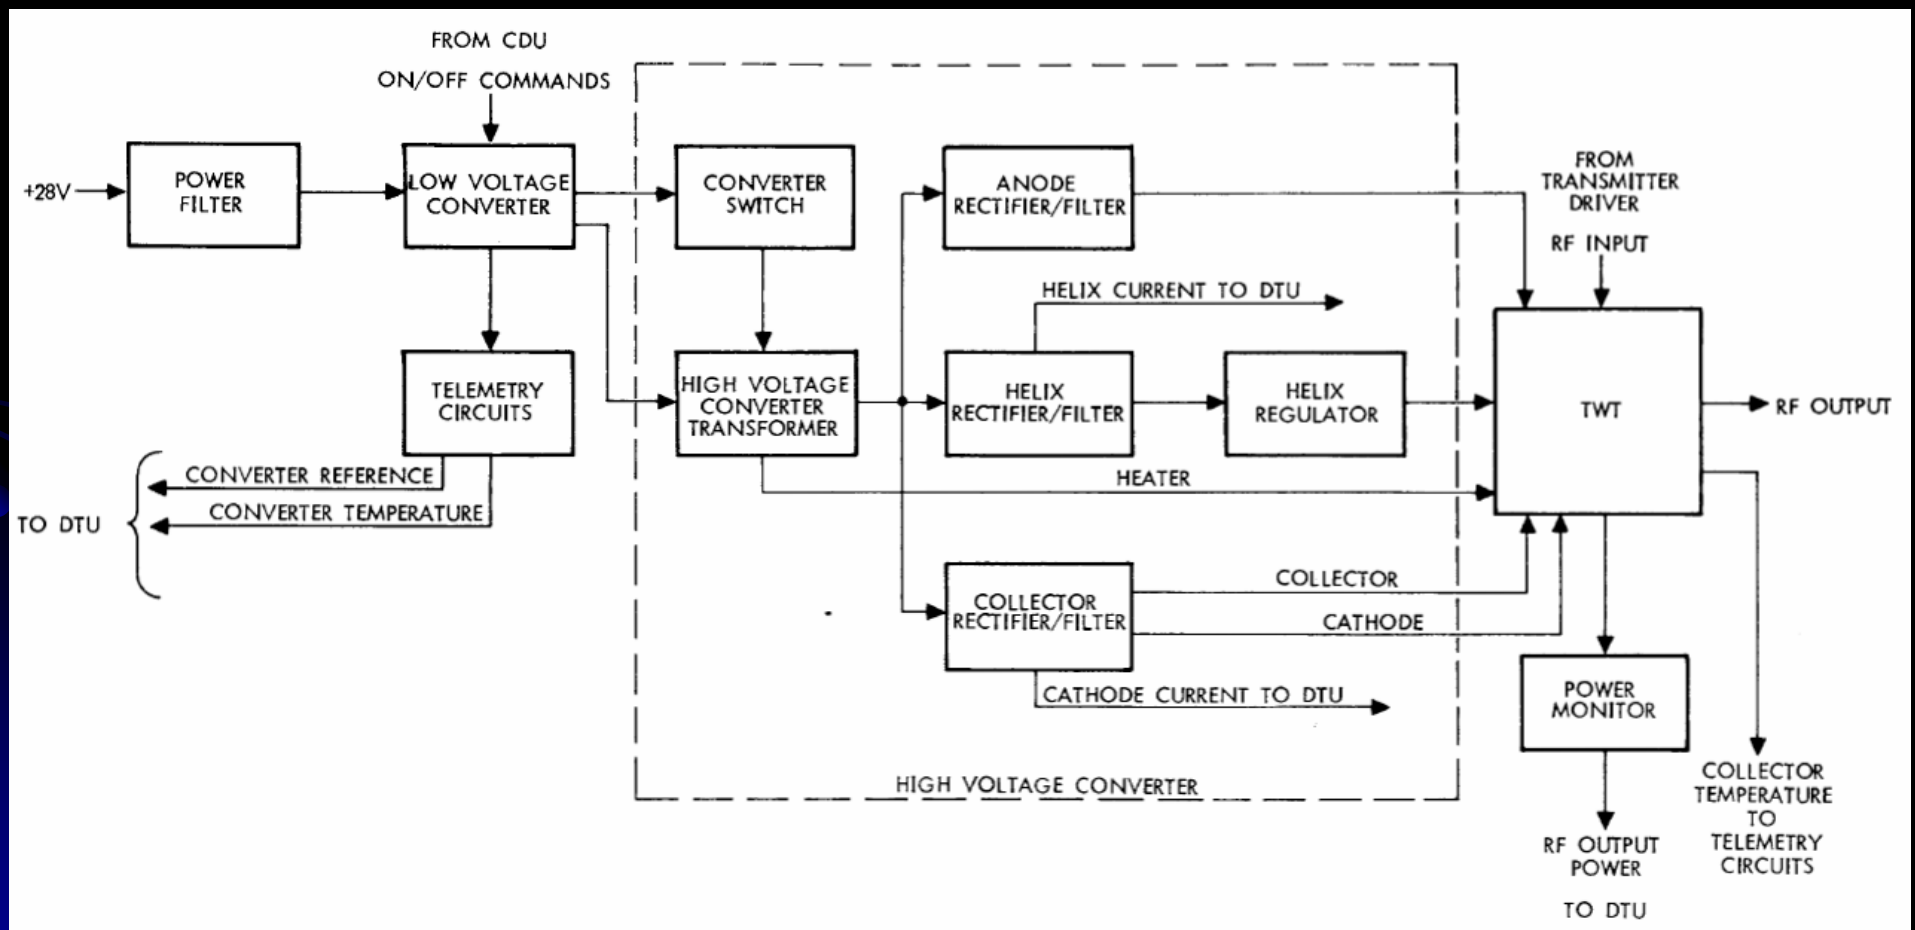 FROM CDU
ON/OFF COMMANDS
+28V
POWER
FILTER
LOW VOLTAGE
CONVERTER
CONVERTER
SWITCH
ANODE
RECTIFIER/FILTER
FROM
TRANSMITTER
DRIVER
RF INPUT
HELIX CURRENT TO DTU
TELEMETRY
CIRCUITS
HIGH VOLTAGE
CONVERTER
TRANSFORMER
HELIX
RECTIFIER/FILTER
HELIX
REGULATOR
TWT
RF OUTPUT
CONVERTER REFERENCE
CONVERTER TEMPERATURE
TO DTU
HEATER
COLLECTOR
RECTIFIER/FILTER
COLLECTOR
CATHODE
CATHODE CURRENT TO DTU
POWER
MONITOR
HIGH VOLTAGE CONVERTER
COLLECTOR
TEMPERATURE
TO
TELEMETRY
CIRCUITS
RF OUTPUT
POWER
TO DTU